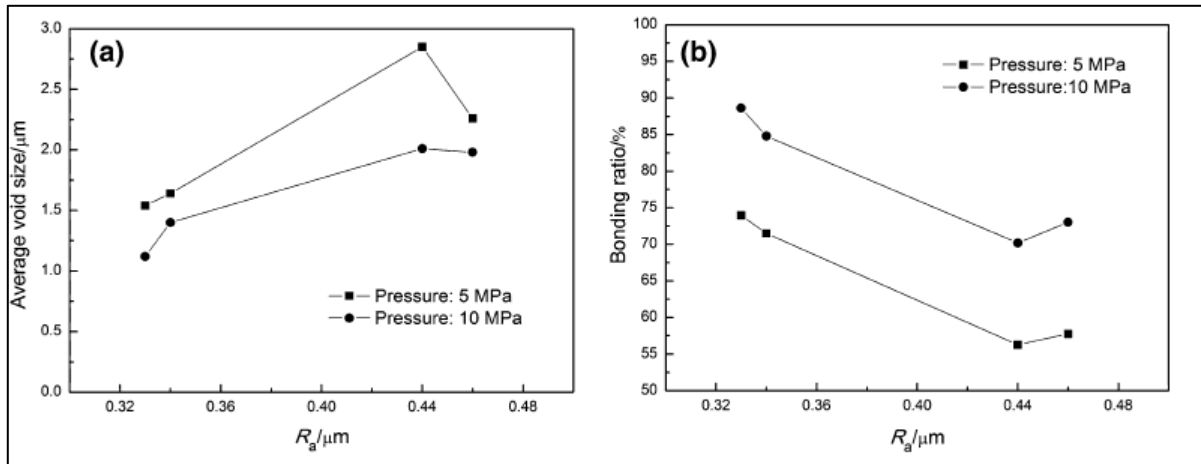 (a)
Average void size/μm
3.0
2.5
2.0
1.5
1.0
0.5
0.0
Pressure: 5 MPa
Pressure: 10 MPa
0.32 0.36 0.40 0.44 0.48
Ra/μm
(b)
Bonding ratio/%
100
95
90
85
80
75
70
65
60
55
50
Pressure: 5 MPa
Pressure:10 MPa
0.32 0.36 0.40 0.44 0.48
Ra/μm